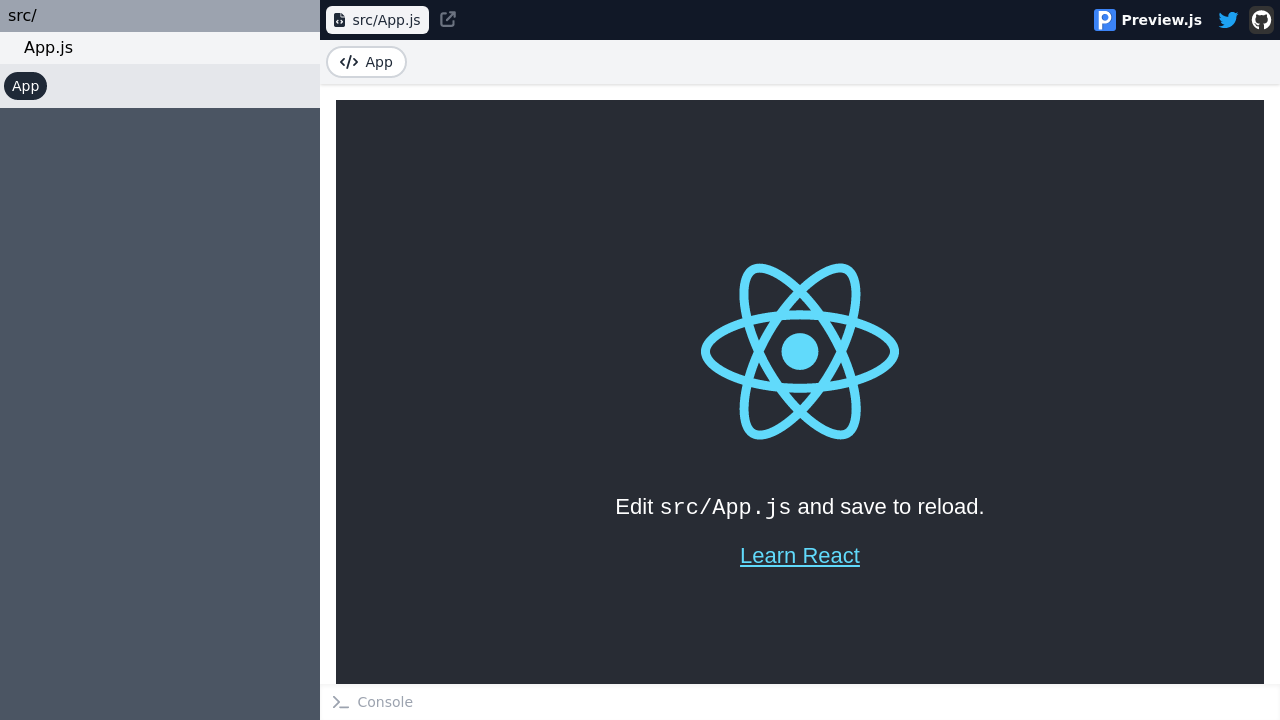 src/
App.js
App
src/App.js
Preview.js
App
Edit src/App.js and save to reload.
Learn React
Console